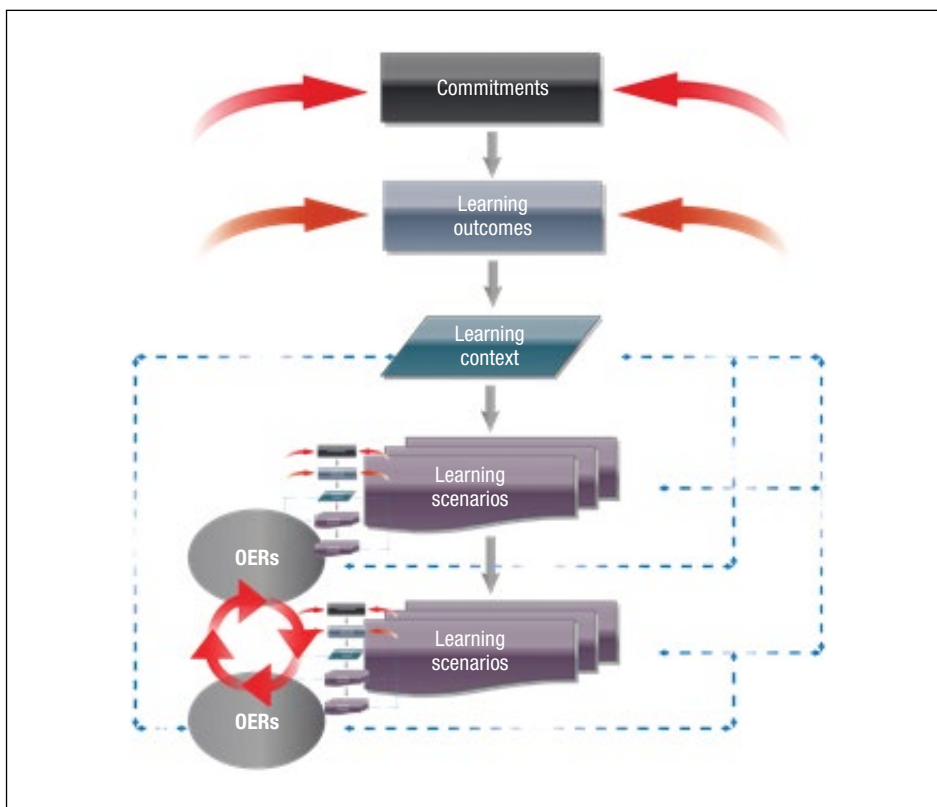 Commitments
Learning
outcomes
Learning
context
Learning
scenarios
OERs
Learning
scenarios
OERs